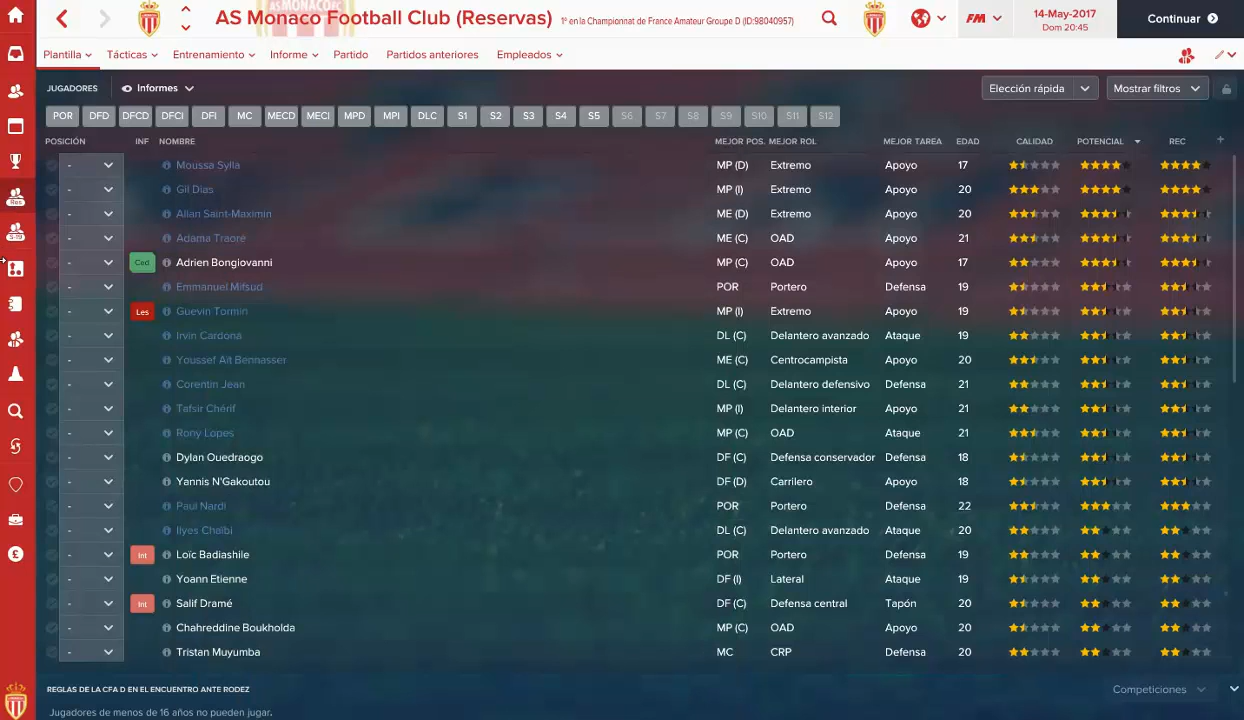 AS Monaco Football Club (Reservas) 1º en la Championnat de France Amateur Groupe D (ID:98040957) FM 14-May-2017 Dom 20:45 Continuar
Plantilla Tácticas Entrenamiento Informe Partido Partidos anteriores Empleados
JUGADORES Informes Elección rápida Mostrar filtros
POR DFD DFCD DFCI DFI MC MECD MECI MPD MPI DLC S1 S2 S3 S4 S5 S6 S7 S8 S9 S10 S11 S12
POSICIÓN INF NOMBRE MEJOR POS. MEJOR ROL MEJOR TAREA EDAD CALIDAD POTENCIAL REC
- Moussa Sylla MP (D) Extremo Apoyo 17
- Gil Dias MP (I) Extremo Apoyo 20
- Allan Saint-Maximin ME (D) Extremo Apoyo 20
- Adama Traoré ME (C) OAD Apoyo 21
- Ced Adrien Bongiovanni MP (C) OAD Apoyo 17
- Emmanuel Mifsud POR Portero Defensa 19
- Les Guevin Tormin MP (I) Extremo Apoyo 19
- Irvin Cardona DL (C) Delantero avanzado Ataque 19
- Youssef Aït Bennasser ME (C) Centrocampista Apoyo 20
- Corentin Jean DL (C) Delantero defensivo Defensa 21
- Tafsir Chérif MP (I) Delantero interior Apoyo 21
- Rony Lopes MP (C) OAD Ataque 21
- Dylan Ouedraogo DF (C) Defensa conservador Defensa 18
- Yannis N'Gakoutou DF (D) Carrilero Apoyo 18
- Paul Nardi POR Portero Defensa 22
- Ilyes Chaïbi DL (C) Delantero avanzado Ataque 20
- Int Loïc Badiashile POR Portero Defensa 19
- Yoann Etienne DF (I) Lateral Ataque 19
- Int Salif Dramé DF (C) Defensa central Tapón 20
- Chahreddine Boukholda MP (C) OAD Apoyo 20
- Tristan Muyumba MC CRP Defensa 20
REGLAS DE LA CFA D EN EL ENCUENTRO ANTE RODEZ Competiciones
Jugadores de menos de 16 años no pueden jugar.